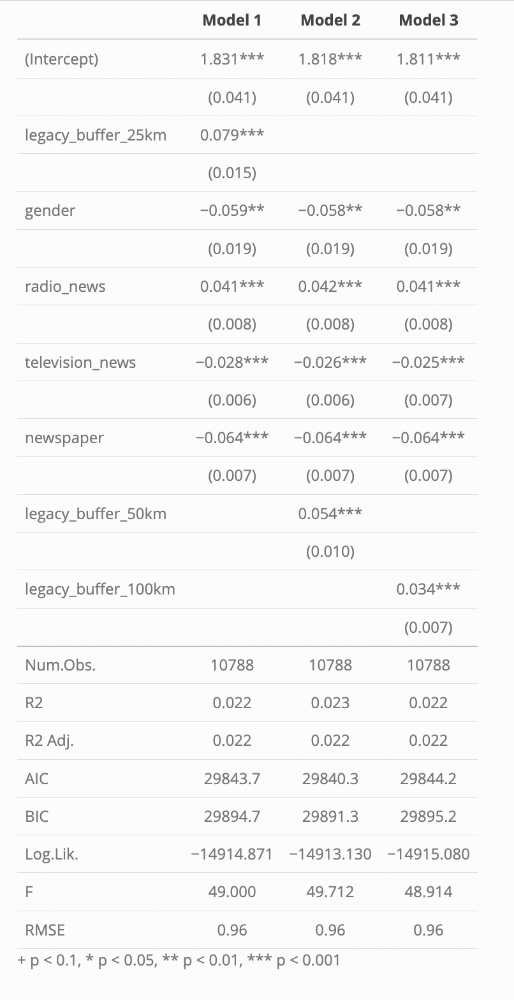 Model 1 Model 2 Model 3
(Intercept) 1.831*** 1.818*** 1.811***
(0.041) (0.041) (0.041)
legacy_buffer_25km 0.079***
(0.015)
gender −0.059** −0.058** −0.058**
(0.019) (0.019) (0.019)
radio_news 0.041*** 0.042*** 0.041***
(0.008) (0.008) (0.008)
television_news −0.028*** −0.026*** −0.025***
(0.006) (0.006) (0.007)
newspaper −0.064*** −0.064*** −0.064***
(0.007) (0.007) (0.007)
legacy_buffer_50km 0.054***
(0.010)
legacy_buffer_100km 0.034***
(0.007)
Num.Obs. 10788 10788 10788
R2 0.022 0.023 0.022
R2 Adj. 0.022 0.022 0.022
AIC 29843.7 29840.3 29844.2
BIC 29894.7 29891.3 29895.2
Log.Lik. −14914.871 −14913.130 −14915.080
F 49.000 49.712 48.914
RMSE 0.96 0.96 0.96
+ p < 0.1, * p < 0.05, ** p < 0.01, *** p < 0.001